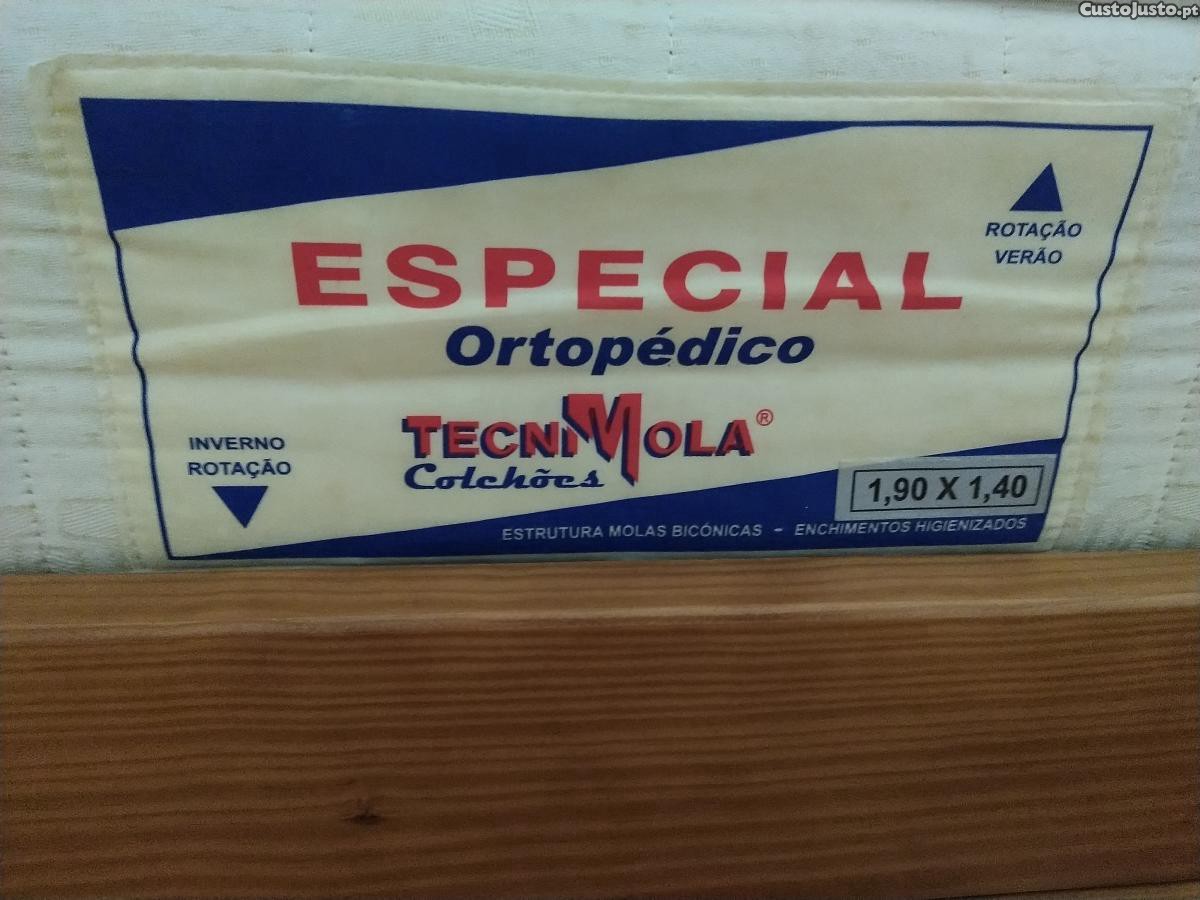 CustoJusto.pt
ROTAÇÃO
VERÃO
ESPECIAL
Ortopédico
TECNIMOLA®
Colchões
INVERNO
ROTAÇÃO
1,90 X 1,40
ESTRUTURA MOLAS BICÓNICAS - ENCHIMENTOS HIGIENIZADOS